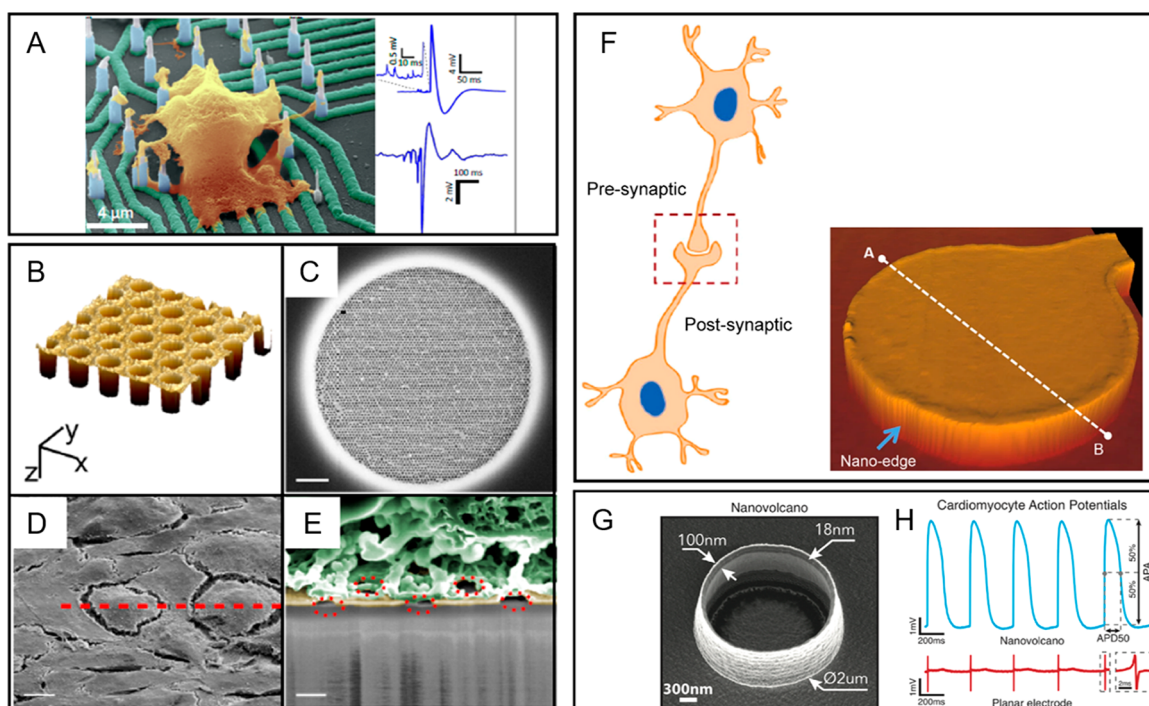 A
0.5 mV
10 ms
4 mV
50 ms
100 ms
2 mV
4 µm
B
y
x
z
C
D
E
F
Pre-synaptic
Post-synaptic
A
B
Nano-edge
G
Nanovolcano
100nm
18nm
300nm
Ø2um
H
Cardiomyocyte Action Potentials
50%
50%
APA
1mV
200ms
Nanovolcano
APD50
1mV
200ms
2ms
Planar electrode